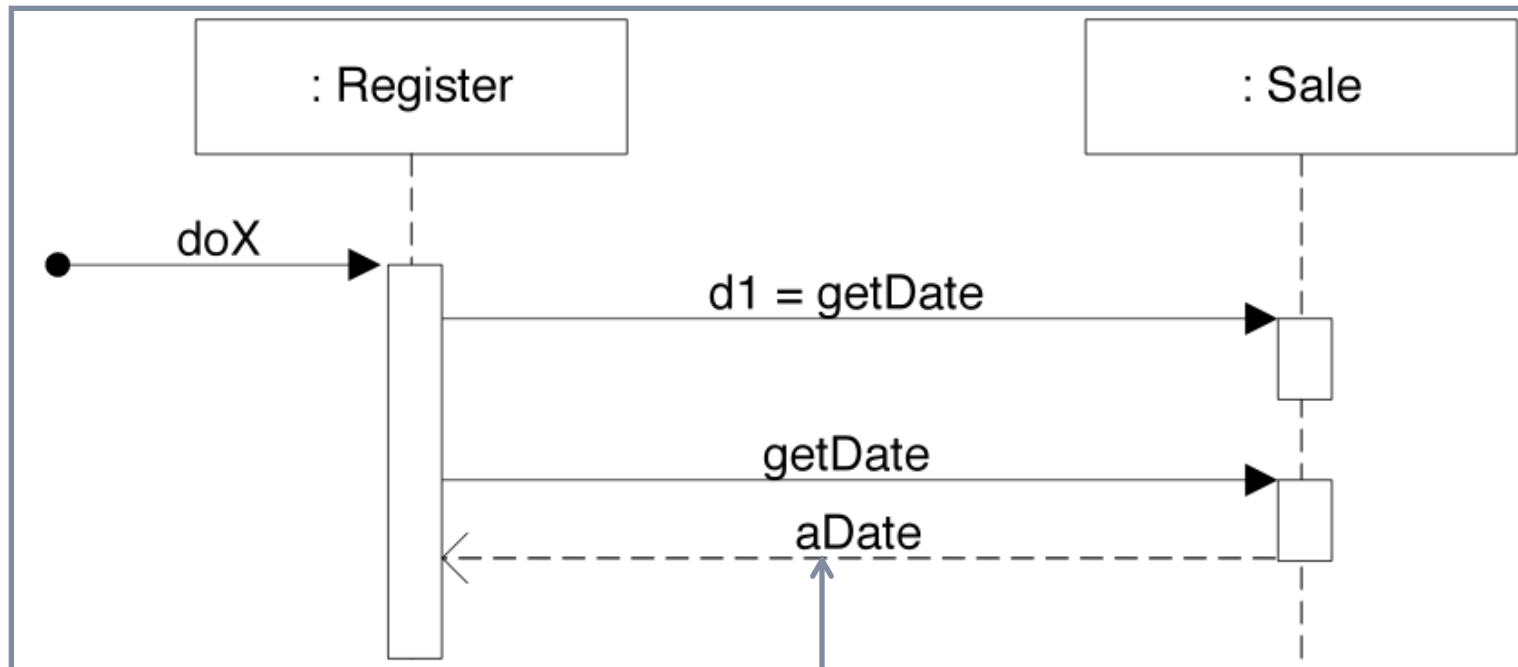 : Register
: Sale
doX
d1 = getDate
getDate
aDate